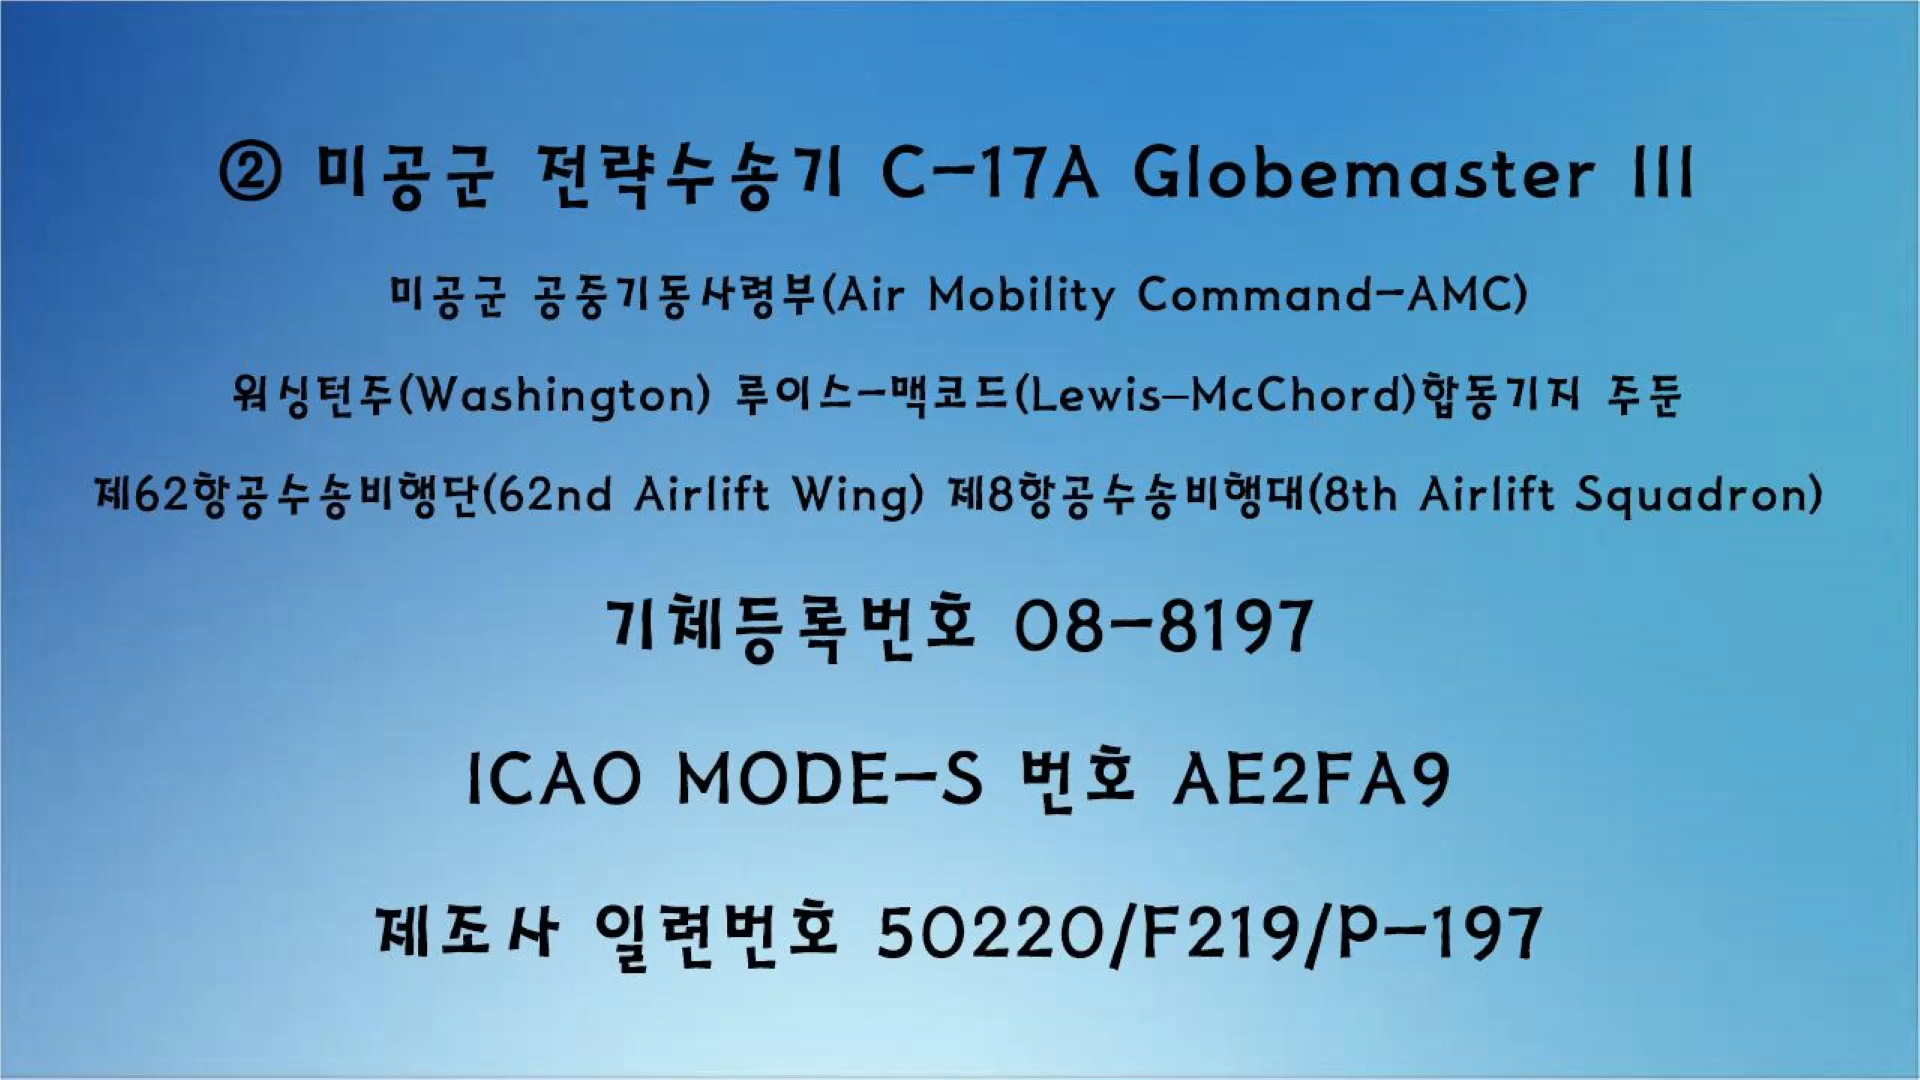 ② 미공군 전략수송기 C-17A Globemaster III
미공군 공중기동사령부(Air Mobility Command-AMC)
워싱턴주(Washington) 루이스-맥코드(Lewis–McChord)합동기지 주둔
제62항공수송비행단(62nd Airlift Wing) 제8항공수송비행대(8th Airlift Squadron)
기체등록번호 08-8197
ICAO MODE-S 번호 AE2FA9
제조사 일련번호 50220/F219/P-197